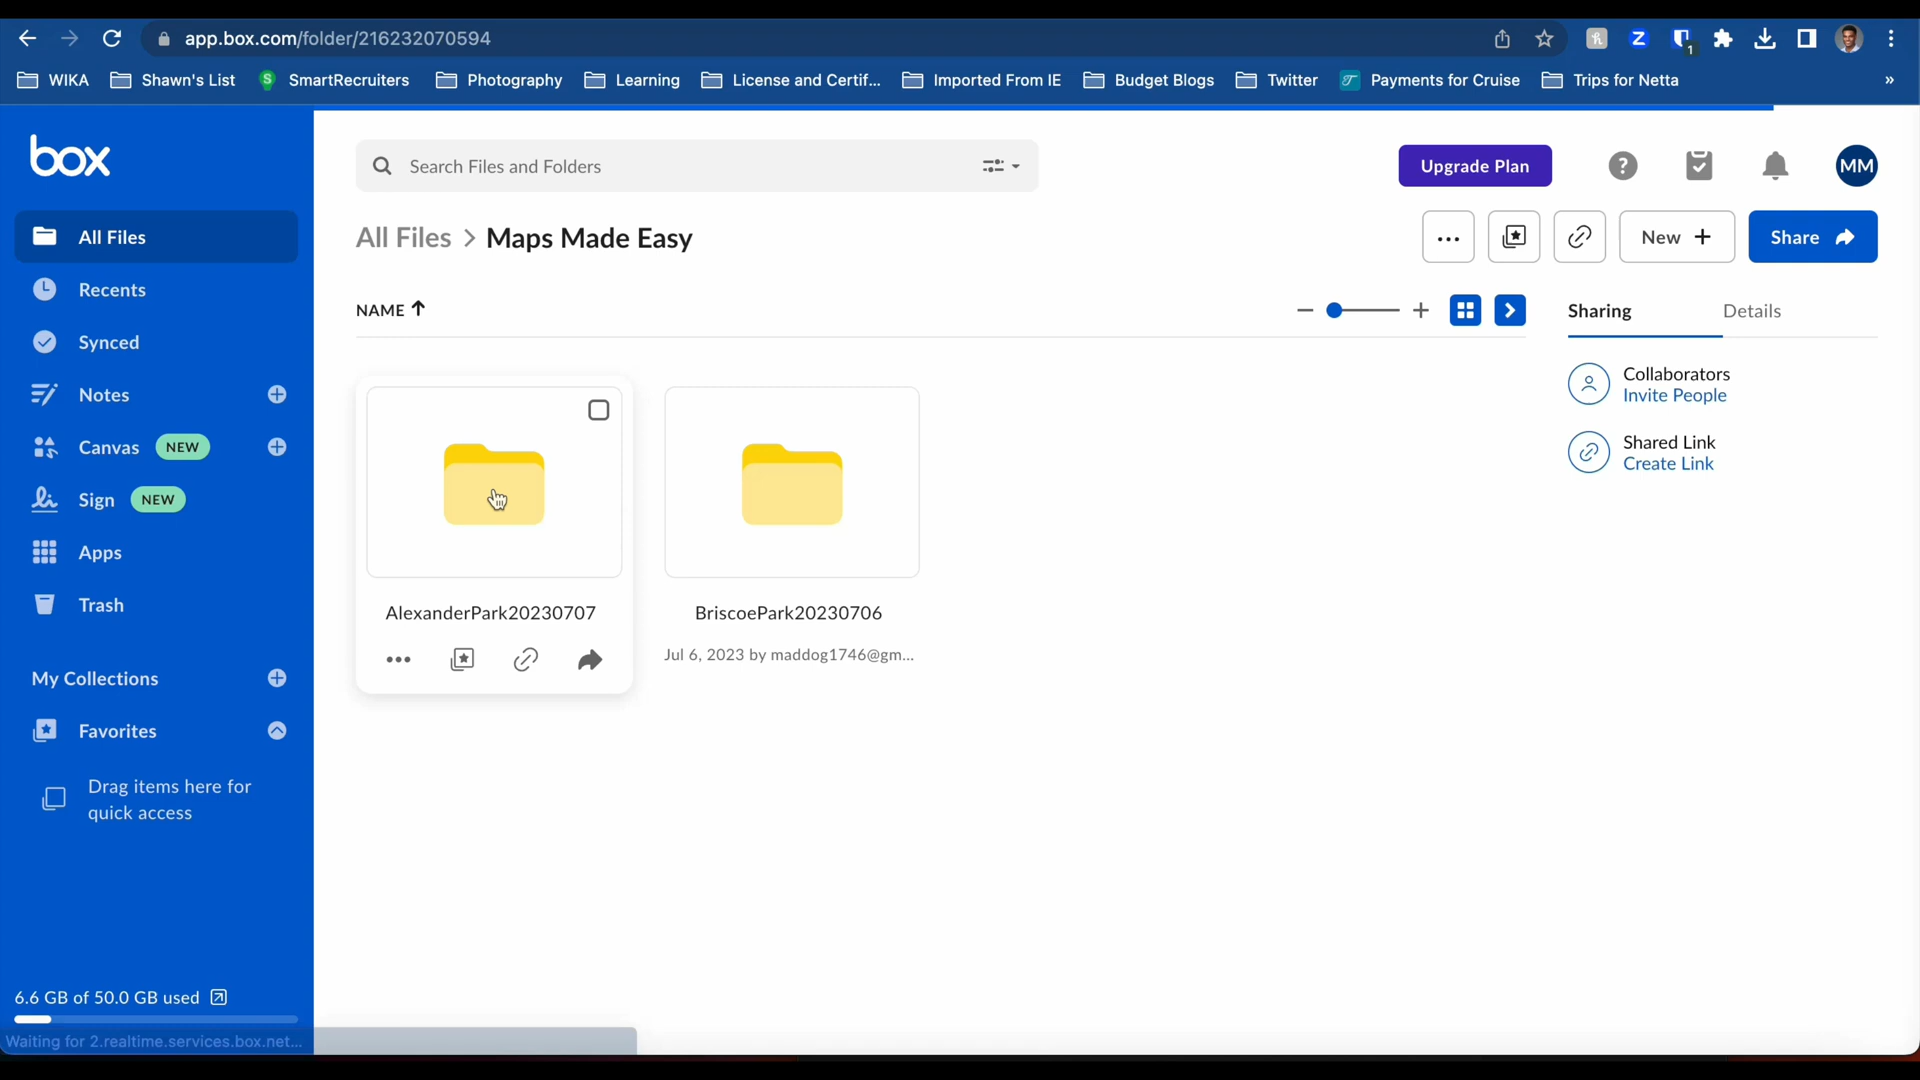 app.box.com/folder/216232070594
1
WIKA
Shawn's List
S
SmartRecruiters
Photography
Learning
License and Certif...
Imported From IE
Budget Blogs
Twitter
Payments for Cruise
Trips for Netta
»
box
Search Files and Folders
Upgrade Plan
?
MM
All Files
Recents
Synced
Notes
Canvas NEW
Sign NEW
Apps
Trash
My Collections
Favorites
Drag items here for
quick access
6.6 GB of 50.0 GB used
Waiting for 2.realtime.services.box.net...
All Files > Maps Made Easy
New +
Share
NAME
Sharing
Details
Collaborators
Invite People
Shared Link
Create Link
AlexanderPark20230707
BriscoePark20230706
Jul 6, 2023 by maddog1746@gm...